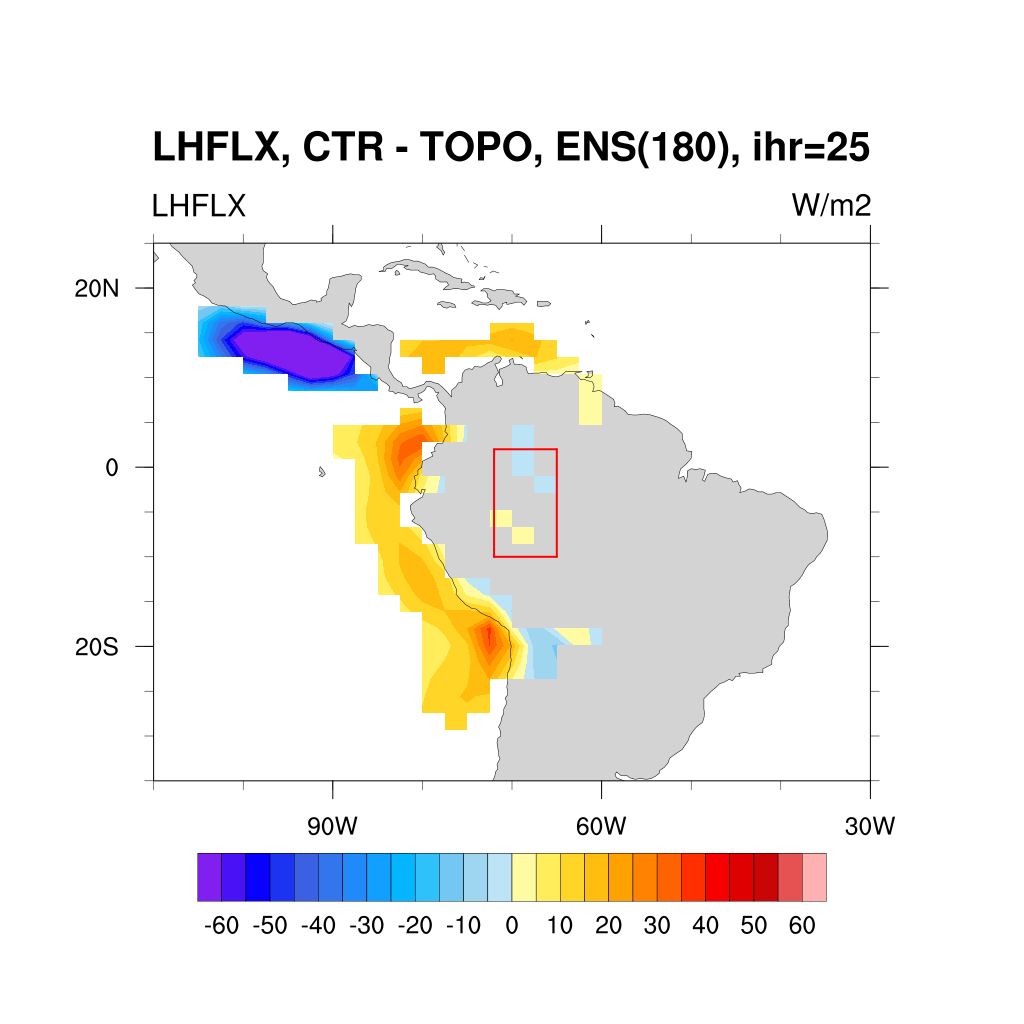 LHFLX, CTR - TOPO, ENS(180), ihr=25
LHFLX W/m2
20N
0
20S
90W 60W 30W
-60 -50 -40 -30 -20 -10 0 10 20 30 40 50 60